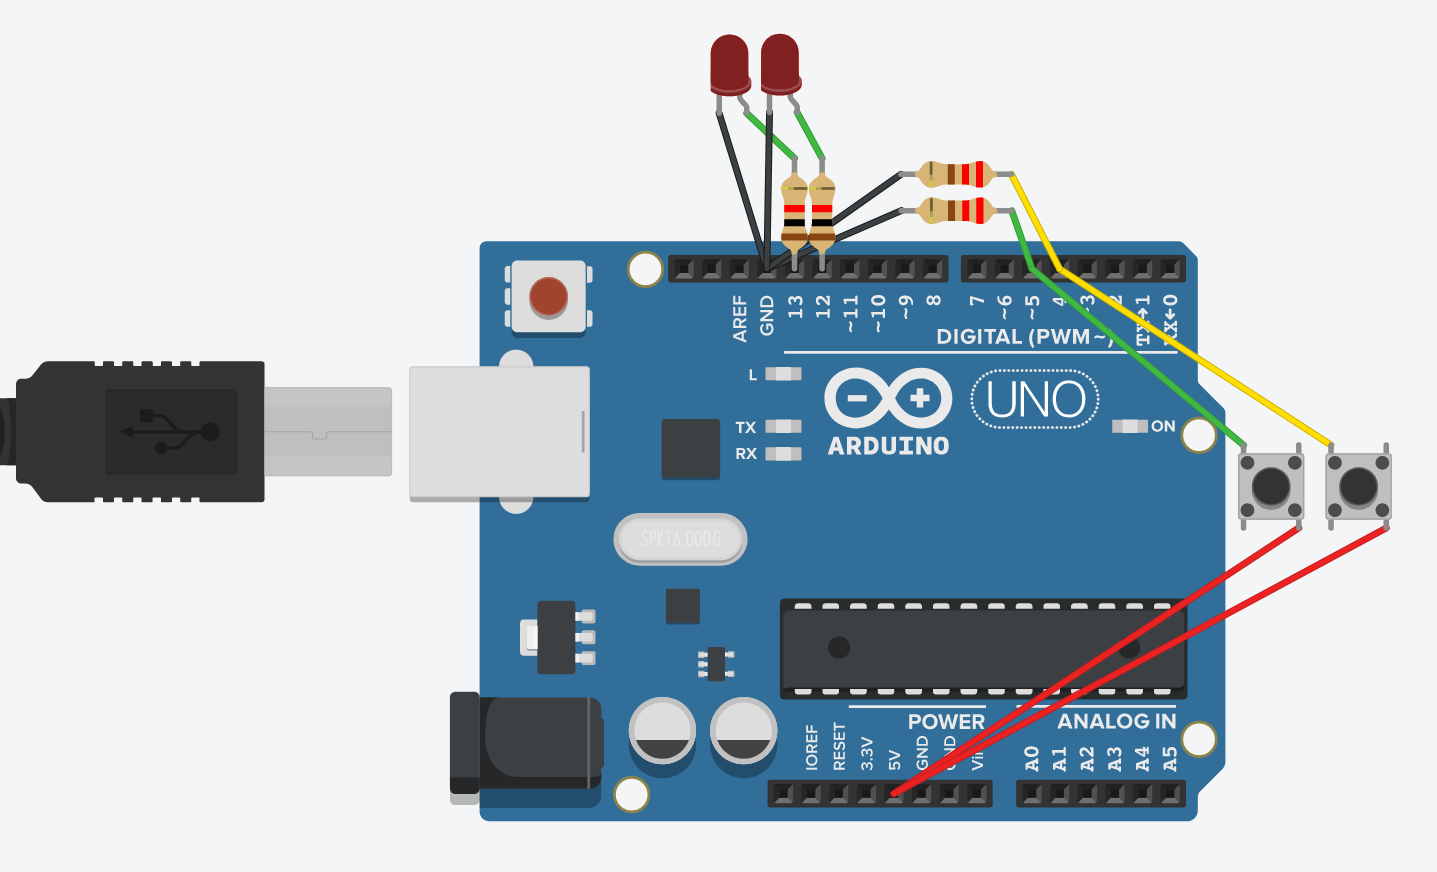 AREF
GND
13
12
~11
~10
~9
8
7
~6
~5
4
~3
2
TX→1
RX←0
DIGITAL (PWM~)
L
TX
RX
ARDUINO
UNO
ON
SPK16.000G
POWER
ANALOG IN
IOREF
RESET
3.3V
5V
GND
GND
Vin
A0
A1
A2
A3
A4
A5